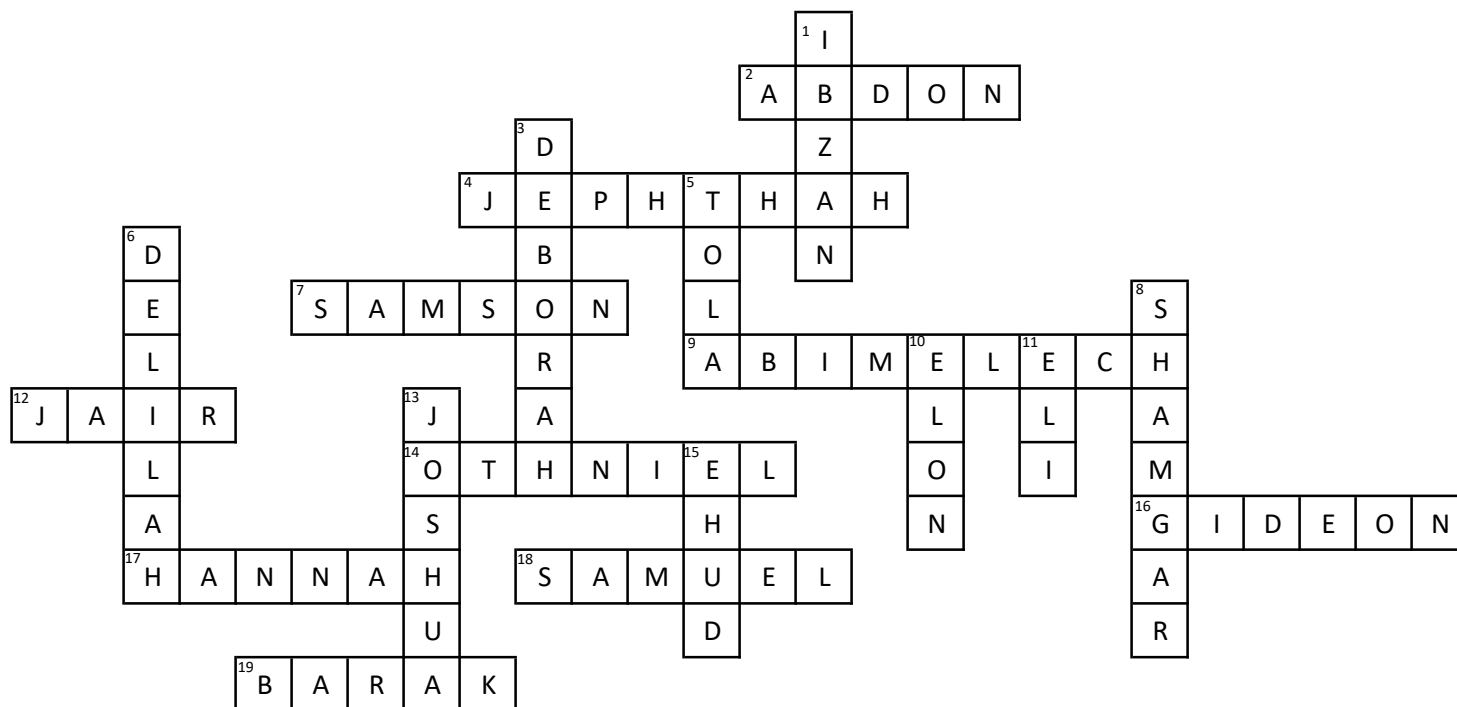 1 I
2 A B D O N
3 D Z
4 J E P H 5 T H A H
6 D B O N
E 7 S A M S O N L 8 S
L R 9 A B I M 10 E L 11 E C H
12 J A I R 13 J A L L A
L 14 O T H N I 15 E L O I M
A S H N 16 G I D E O N
17 H A N N A H 18 S A M U E L A
U D R
19 B A R A K